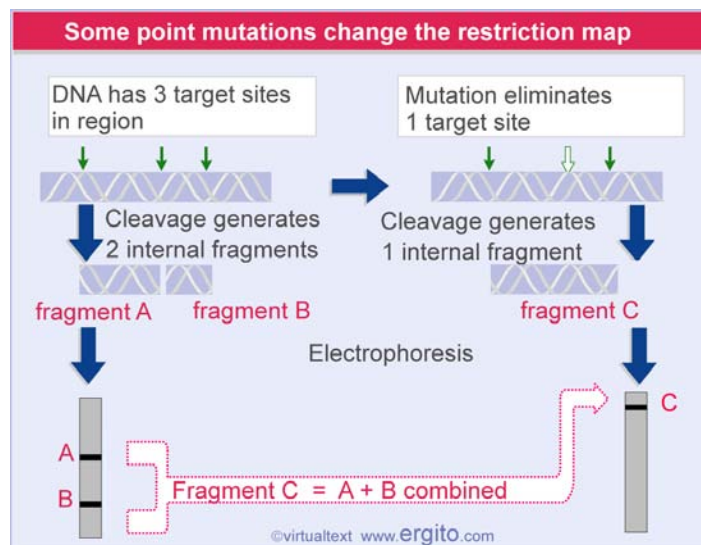 Some point mutations change the restriction map
DNA has 3 target sites
in region
Mutation eliminates
1 target site
Cleavage generates
2 internal fragments
Cleavage generates
1 internal fragment
fragment A
fragment B
fragment C
Electrophoresis
A
B
C
Fragment C = A + B combined
©virtualtext www.ergito.com